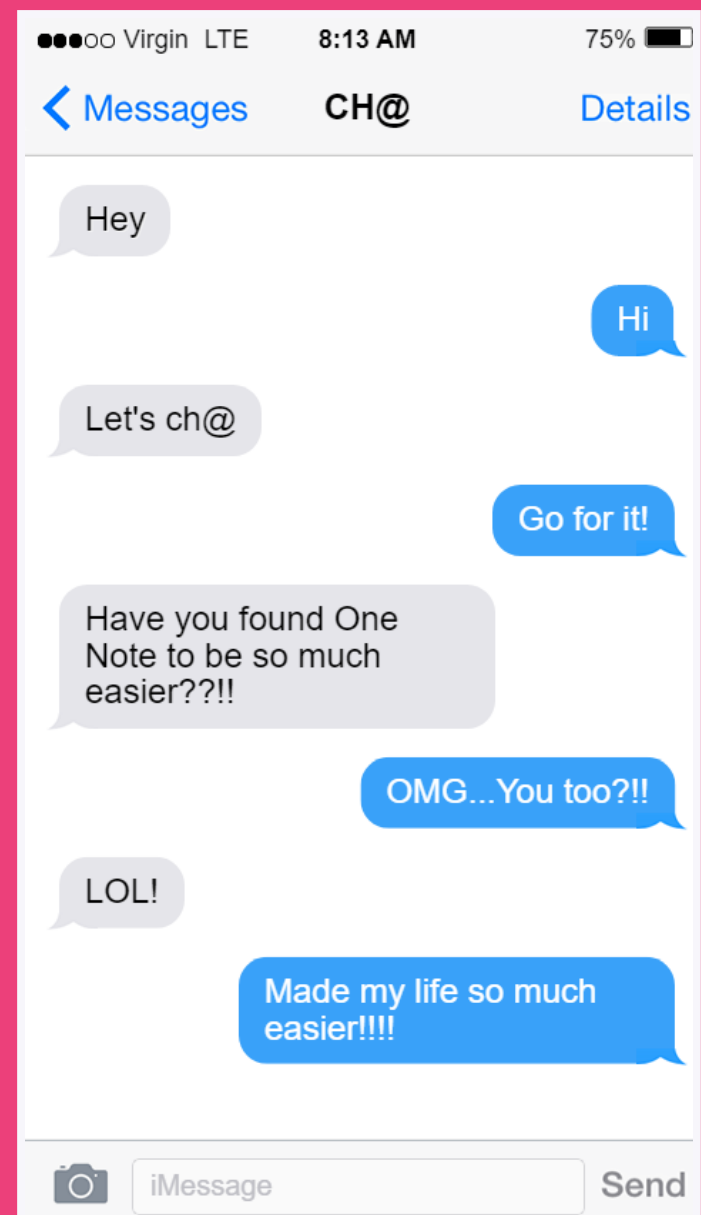 Virgin LTE 8:13 AM 75%
Messages CH@ Details
Hey
Hi
Let's ch@
Go for it!
Have you found One
Note to be so much
easier??!!
OMG...You too?!!
LOL!
Made my life so much
easier!!!!
iMessage Send